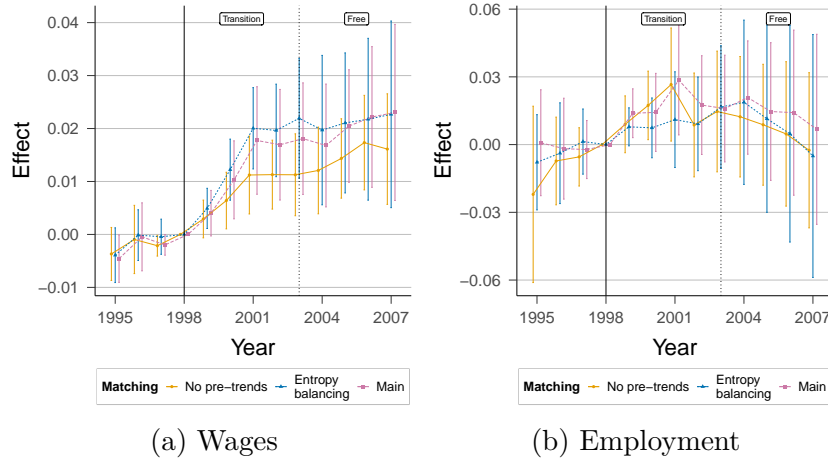 Transition
Free
0.04
0.03
0.02
0.01
0.00
−0.01
Effect
1995
1998
2001
2004
2007
Year
Matching
No pre−trends
Entropy
balancing
Main
(a) Wages
Transition
Free
0.06
0.03
0.00
−0.03
−0.06
Effect
1995
1998
2001
2004
2007
Year
Matching
No pre−trends
Entropy
balancing
Main
(b) Employment